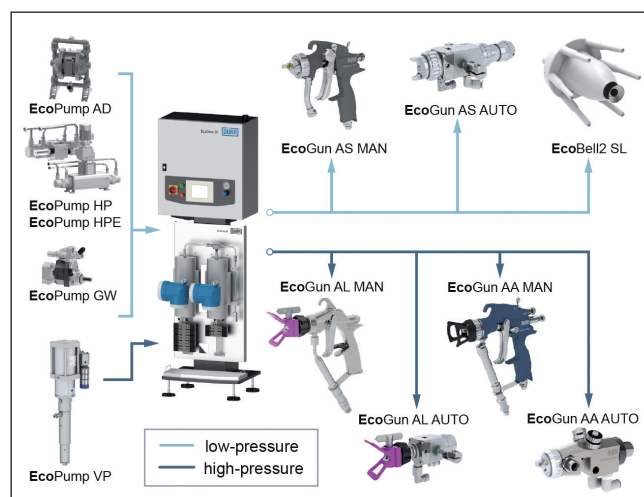 EcoPump AD
EcoPump HP
EcoPump HPE
EcoPump GW
EcoPump VP
DÜRR
EcoGun AS MAN
EcoGun AS AUTO
EcoBell2 SL
EcoGun AL MAN
EcoGun AA MAN
EcoGun AL AUTO
EcoGun AA AUTO
low-pressure
high-pressure